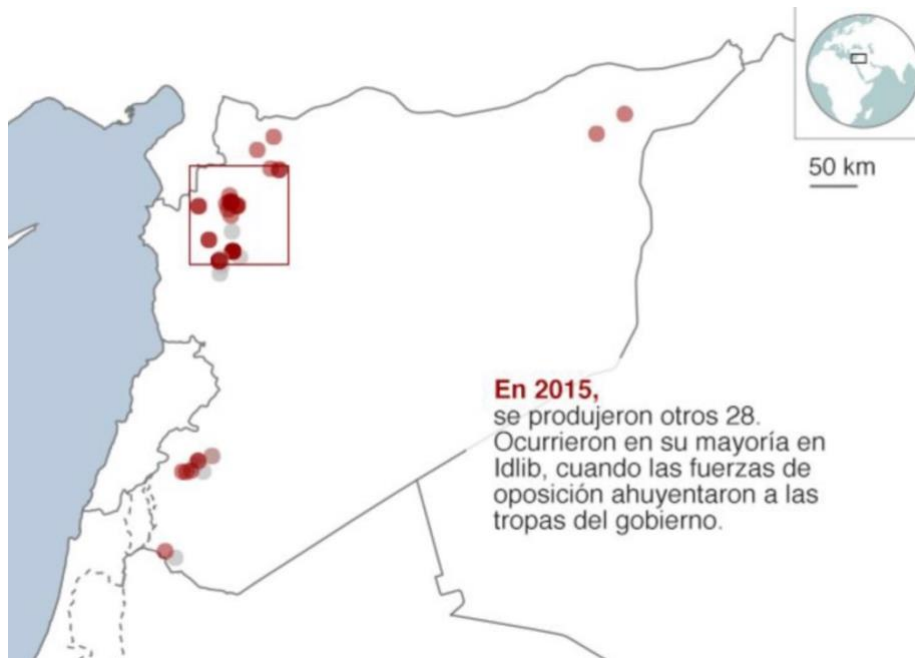 50 km
En 2015,
se produjeron otros 28.
Ocurrieron en su mayoría en
Idlib, cuando las fuerzas de
oposición ahuyentaron a las
tropas del gobierno.